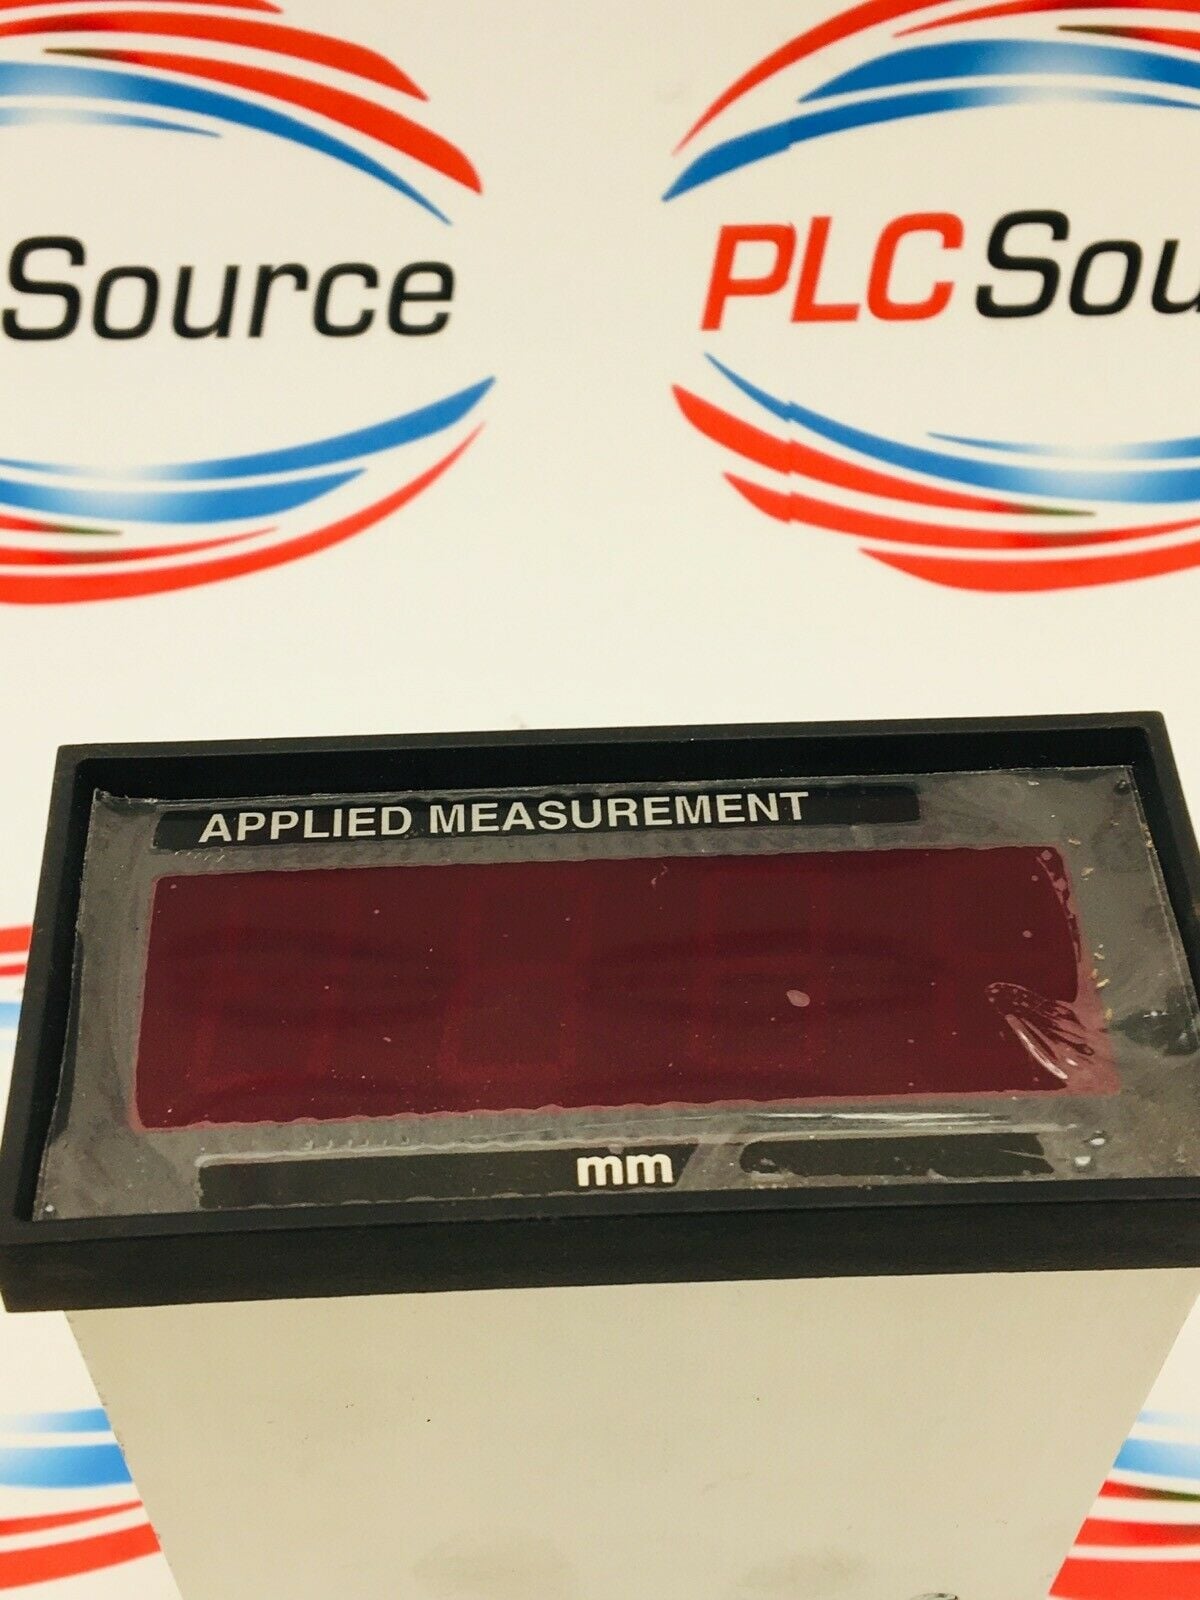 Source
PLC Sou
APPLIED MEASUREMENT
mm